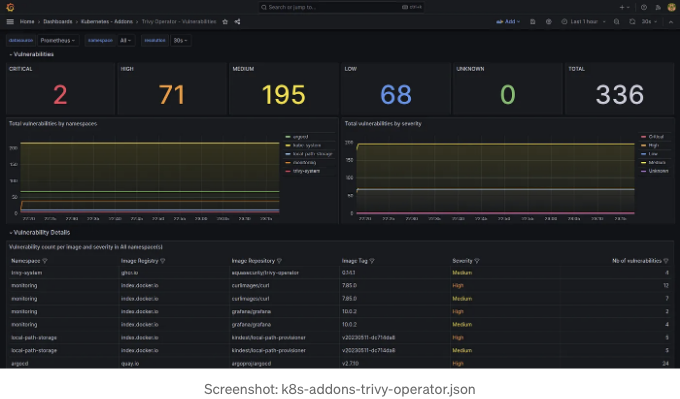 Search or jump to...
Home > Dashboards > Kubernetes - Addons > Trivy Operator - Vulnerabilities
Add
Last 1 hour
30s
datasource Prometheus namespace All resolution 30s
Vulnerabilities
CRITICAL HIGH MEDIUM LOW UNKNOWN TOTAL
2 71 195 68 0 336
Total vulnerabilities by namespaces Total vulnerabilities by severity
argocd
kube-system
local-path-storage
monitoring
trivy-system
Critical
High
Low
Medium
Unknown
Vulnerability Details
Vulnerability count per image and severity in All namespace(s)
Namespace Image Registry Image Repository Image Tag Severity Nb of vulnerabilities
trivy-system ghcr.io aquasecurity/trivy-operator 0.14.1 Medium 4
monitoring index.docker.io curlimages/curl 7.85.0 High 12
monitoring index.docker.io curlimages/curl 7.85.0 Medium 7
monitoring index.docker.io grafana/grafana 10.0.2 High 2
monitoring index.docker.io grafana/grafana 10.0.2 Medium 4
local-path-storage index.docker.io kindest/local-path-provisioner High 5
local-path-storage index.docker.io kindest/local-path-provisioner Medium 5
argocd quay.io argoproj/argocd High 24
Screenshot: k8s-addons-trivy-operator.json